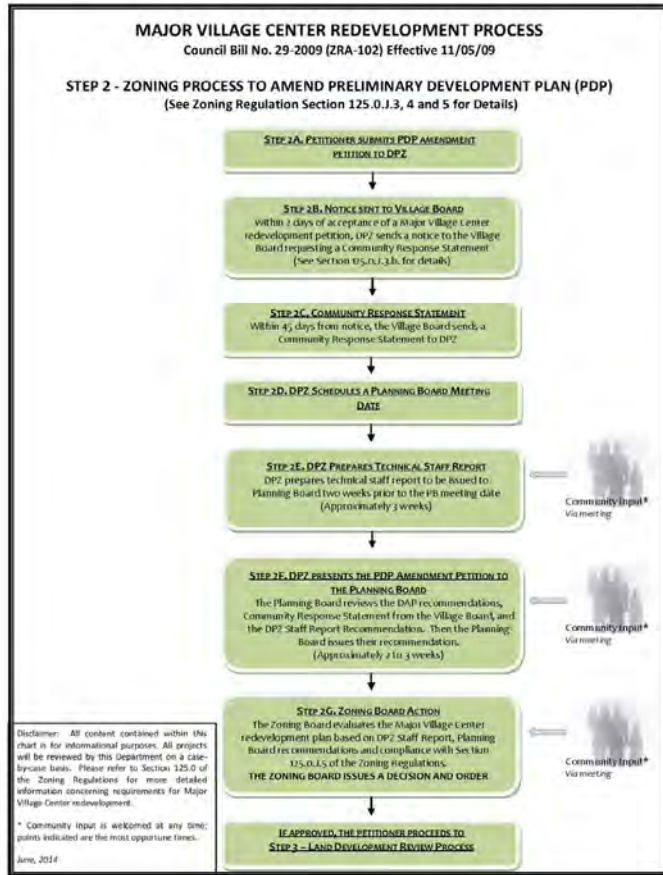 MAJOR VILLAGE CENTER REDEVELOPMENT PROCESS
Council Bill No. 29-2009 (ZRA-102) Effective 11/05/09
STEP 2 - ZONING PROCESS TO AMEND PRELIMINARY DEVELOPMENT PLAN (PDP)
(See Zoning Regulation Section 125.0.J.3, 4 and 5 for Details)
STEP 2A. PETITIONER SUBMITS PDP AMENDMENT
PETITION TO DPZ
STEP 2B. NOTICE SENT TO VILLAGE BOARD
Within 2 days of acceptance of a Major Village Center
redevelopment petition, DPZ sends a notice to the Village
Board requesting a Community Response Statement
(See Section 125.0.J.3.b. for details)
STEP 2C. COMMUNITY RESPONSE STATEMENT
Within 45 days from notice, the Village Board sends a
Community Response Statement to DPZ
STEP 2D. DPZ SCHEDULES A PLANNING BOARD MEETING
DATE
STEP 2E. DPZ PREPARES TECHNICAL STAFF REPORT
DPZ prepares technical staff report to be issued to
Planning Board two weeks prior to the PB meeting date
(Approximately 3 weeks)
Community Input*
Via meeting
STEP 2F. DPZ PRESENTS THE PDP AMENDMENT PETITION TO
THE PLANNING BOARD
The Planning Board reviews the DAP recommendations,
Community Response Statement from the Village Board, and
the DPZ Staff Report Recommendation. Then the Planning
Board issues their recommendation.
(Approximately 2 to 3 weeks)
Community Input*
Via meeting
STEP 2G. ZONING BOARD ACTION
The Zoning Board evaluates the Major Village Center
redevelopment plan based on DPZ Staff Report, Planning
Board recommendations and compliance with Section
125.0.J.5 of the Zoning Regulations.
THE ZONING BOARD ISSUES A DECISION AND ORDER
Community Input*
Via meeting
IF APPROVED, THE PETITIONER PROCEEDS TO
STEP 3 – LAND DEVELOPMENT REVIEW PROCESS
Disclaimer: All content contained within this
chart is for informational purposes. All projects
will be reviewed by this Department on a case-
by-case basis. Please refer to Section 125.0 of
the Zoning Regulations for more detailed
information concerning requirements for Major
Village Center redevelopment.
* Community Input is welcomed at any time;
points indicated are the most opportune times.
June, 2014